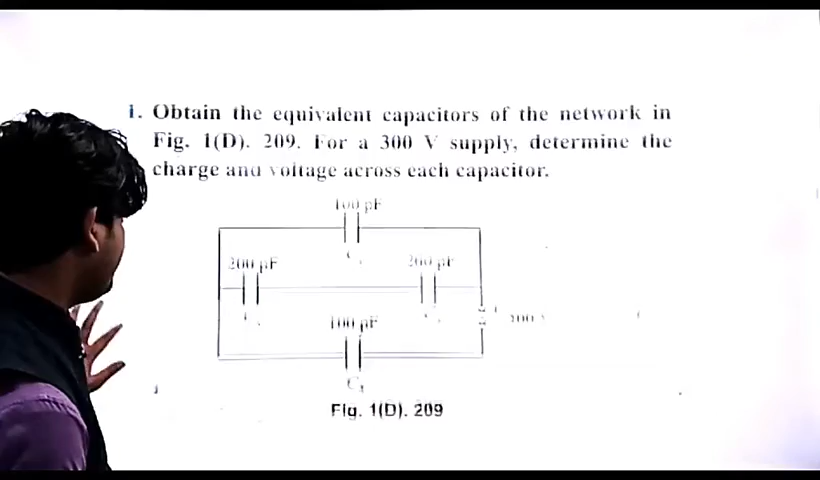 1. Obtain the equivalent capacitors of the network in
Fig. 1(D). 209. For a 300 V supply, determine the
charge and voltage across each capacitor.
100 pF
200 pF
200 pF
100 pF
Fig. 1(D). 209